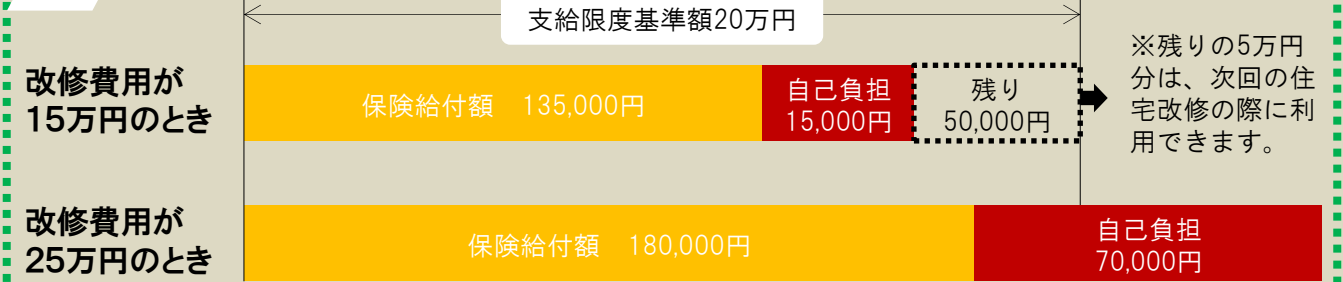 支給限度基準額20万円
改修費用が
15万円のとき
保険給付額　135,000円
自己負担
15,000円
残り
50,000円
※残りの5万円
分は、次回の住
宅改修の際に利
用できます。
改修費用が
25万円のとき
保険給付額　180,000円
自己負担
70,000円